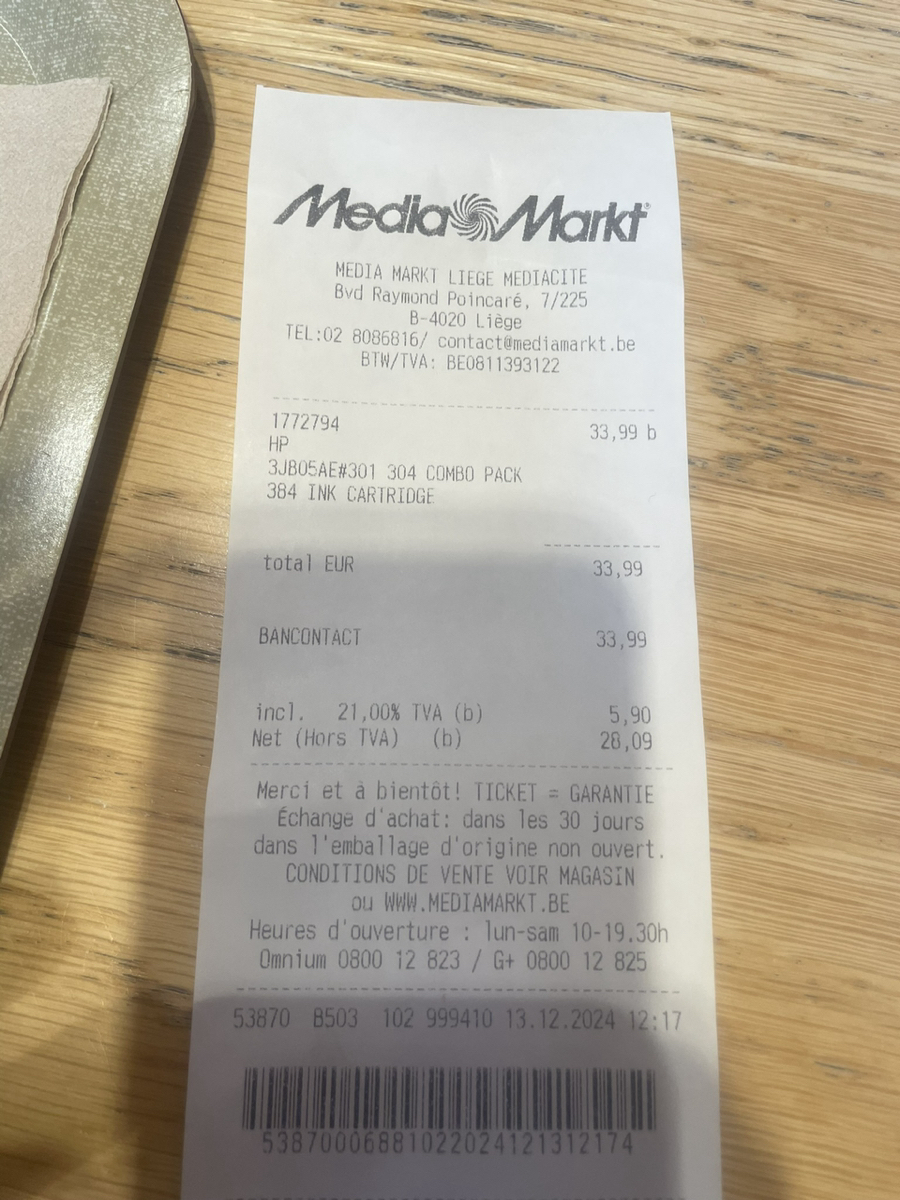 Media Markt®
MEDIA MARKT LIEGE MEDIACITE
Bvd Raymond Poincaré, 7/225
B-4020 Liège
TEL:02 8086816/ contact@mediamarkt.be
BTW/TVA: BE0811393122
1772794 33,99 b
HP
3JB05AE#301 304 COMBO PACK
384 INK CARTRIDGE
total EUR 33,99
BANCONTACT 33,99
incl. 21,00% TVA (b) 5,90
Net (Hors TVA) (b) 28,09
Merci et à bientôt! TICKET = GARANTIE
Échange d'achat: dans les 30 jours
dans l'emballage d'origine non ouvert.
CONDITIONS DE VENTE VOIR MAGASIN
ou WWW.MEDIAMARKT.BE
Heures d'ouverture : lun-sam 10-19.30h
Omnium 0800 12 823 / G+ 0800 12 825
53870 B503 102 999410 13.12.2024 12:17
5387000688102202412131217​4